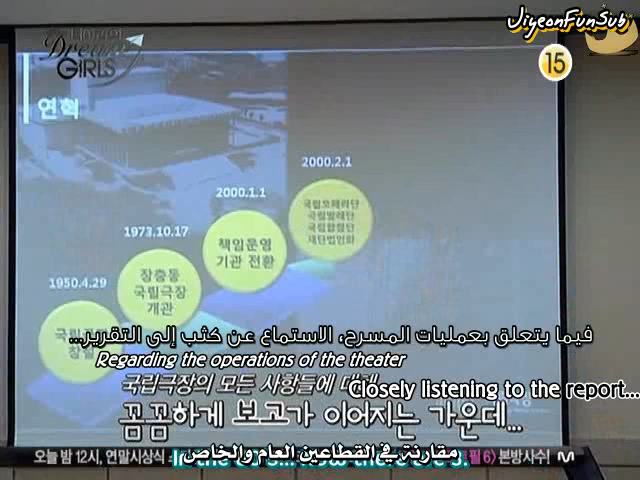 JiyeonFunSub
Dream GIRLS
15
연혁
2000.2.1
국립오페라단
국립발레단
국립합창단
재단법인화
2000.1.1
책임운영
기관 전환
1973.10.17
장충동
국립극장
개관
1950.4.29
فيما يتعلق بعمليات المسرح، الاستماع عن كثب إلى التقرير...
Regarding the operations of the theater
국립극장의 모든 사항들에 대해
Closely listening to the report...
꼼꼼하게 보고가 이어지는 가운데...
مقارنة في القطاعين العام والخاص.
오늘 밤 12시, 연말시상식
필 6) 본방사수!